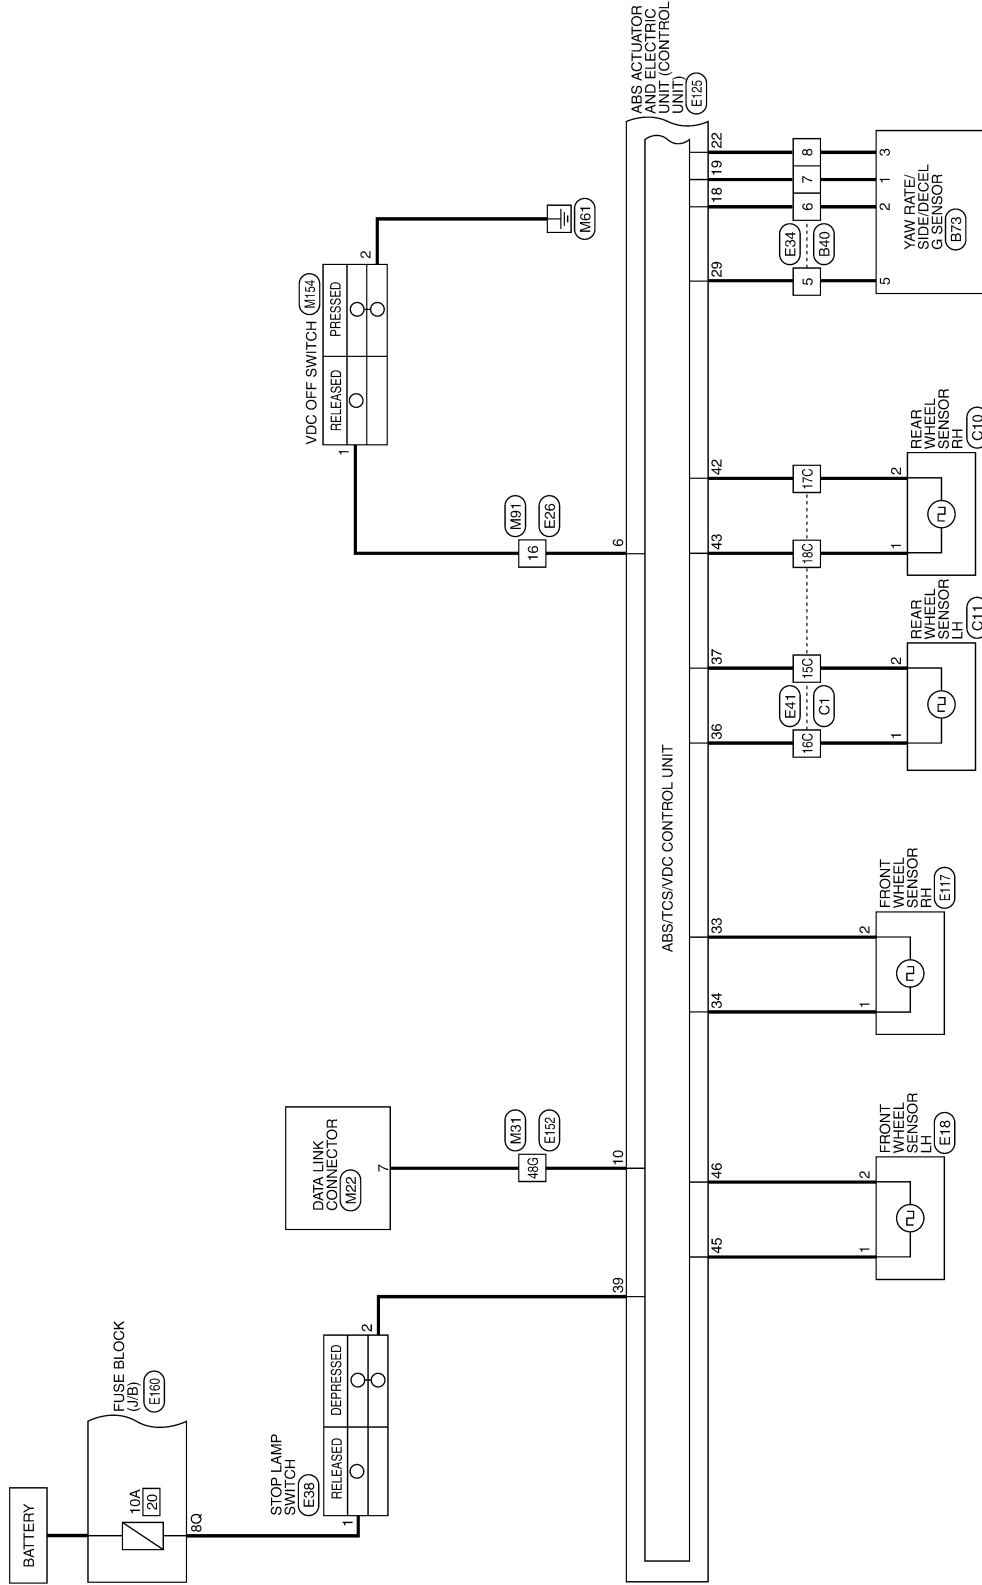 BATTERY
FUSE BLOCK
(J/B)
E160
10A
20
8Q
STOP LAMP
SWITCH
E38
RELEASED
DEPRESSED
1
2
DATA LINK
CONNECTOR
M22
7
M31
E152
48G
VDC OFF SWITCH
M154
RELEASED
PRESSED
1
2
M61
M91
E26
16
39
10
6
ABS ACTUATOR
AND ELECTRIC
UNIT (CONTROL
UNIT)
E125
ABS/TCS/VDC CONTROL UNIT
45
46
34
33
36
37
43
42
29
18
19
22
E41
C1
16C
15C
18C
17C
E34
B40
5
6
7
8
1
2
FRONT
WHEEL
SENSOR
LH
E18
1
2
FRONT
WHEEL
SENSOR
RH
E117
1
2
REAR
WHEEL
SENSOR
LH
C11
1
2
REAR
WHEEL
SENSOR
RH
C10
5
2
1
3
YAW RATE/
SIDE/DECEL
G SENSOR
B73